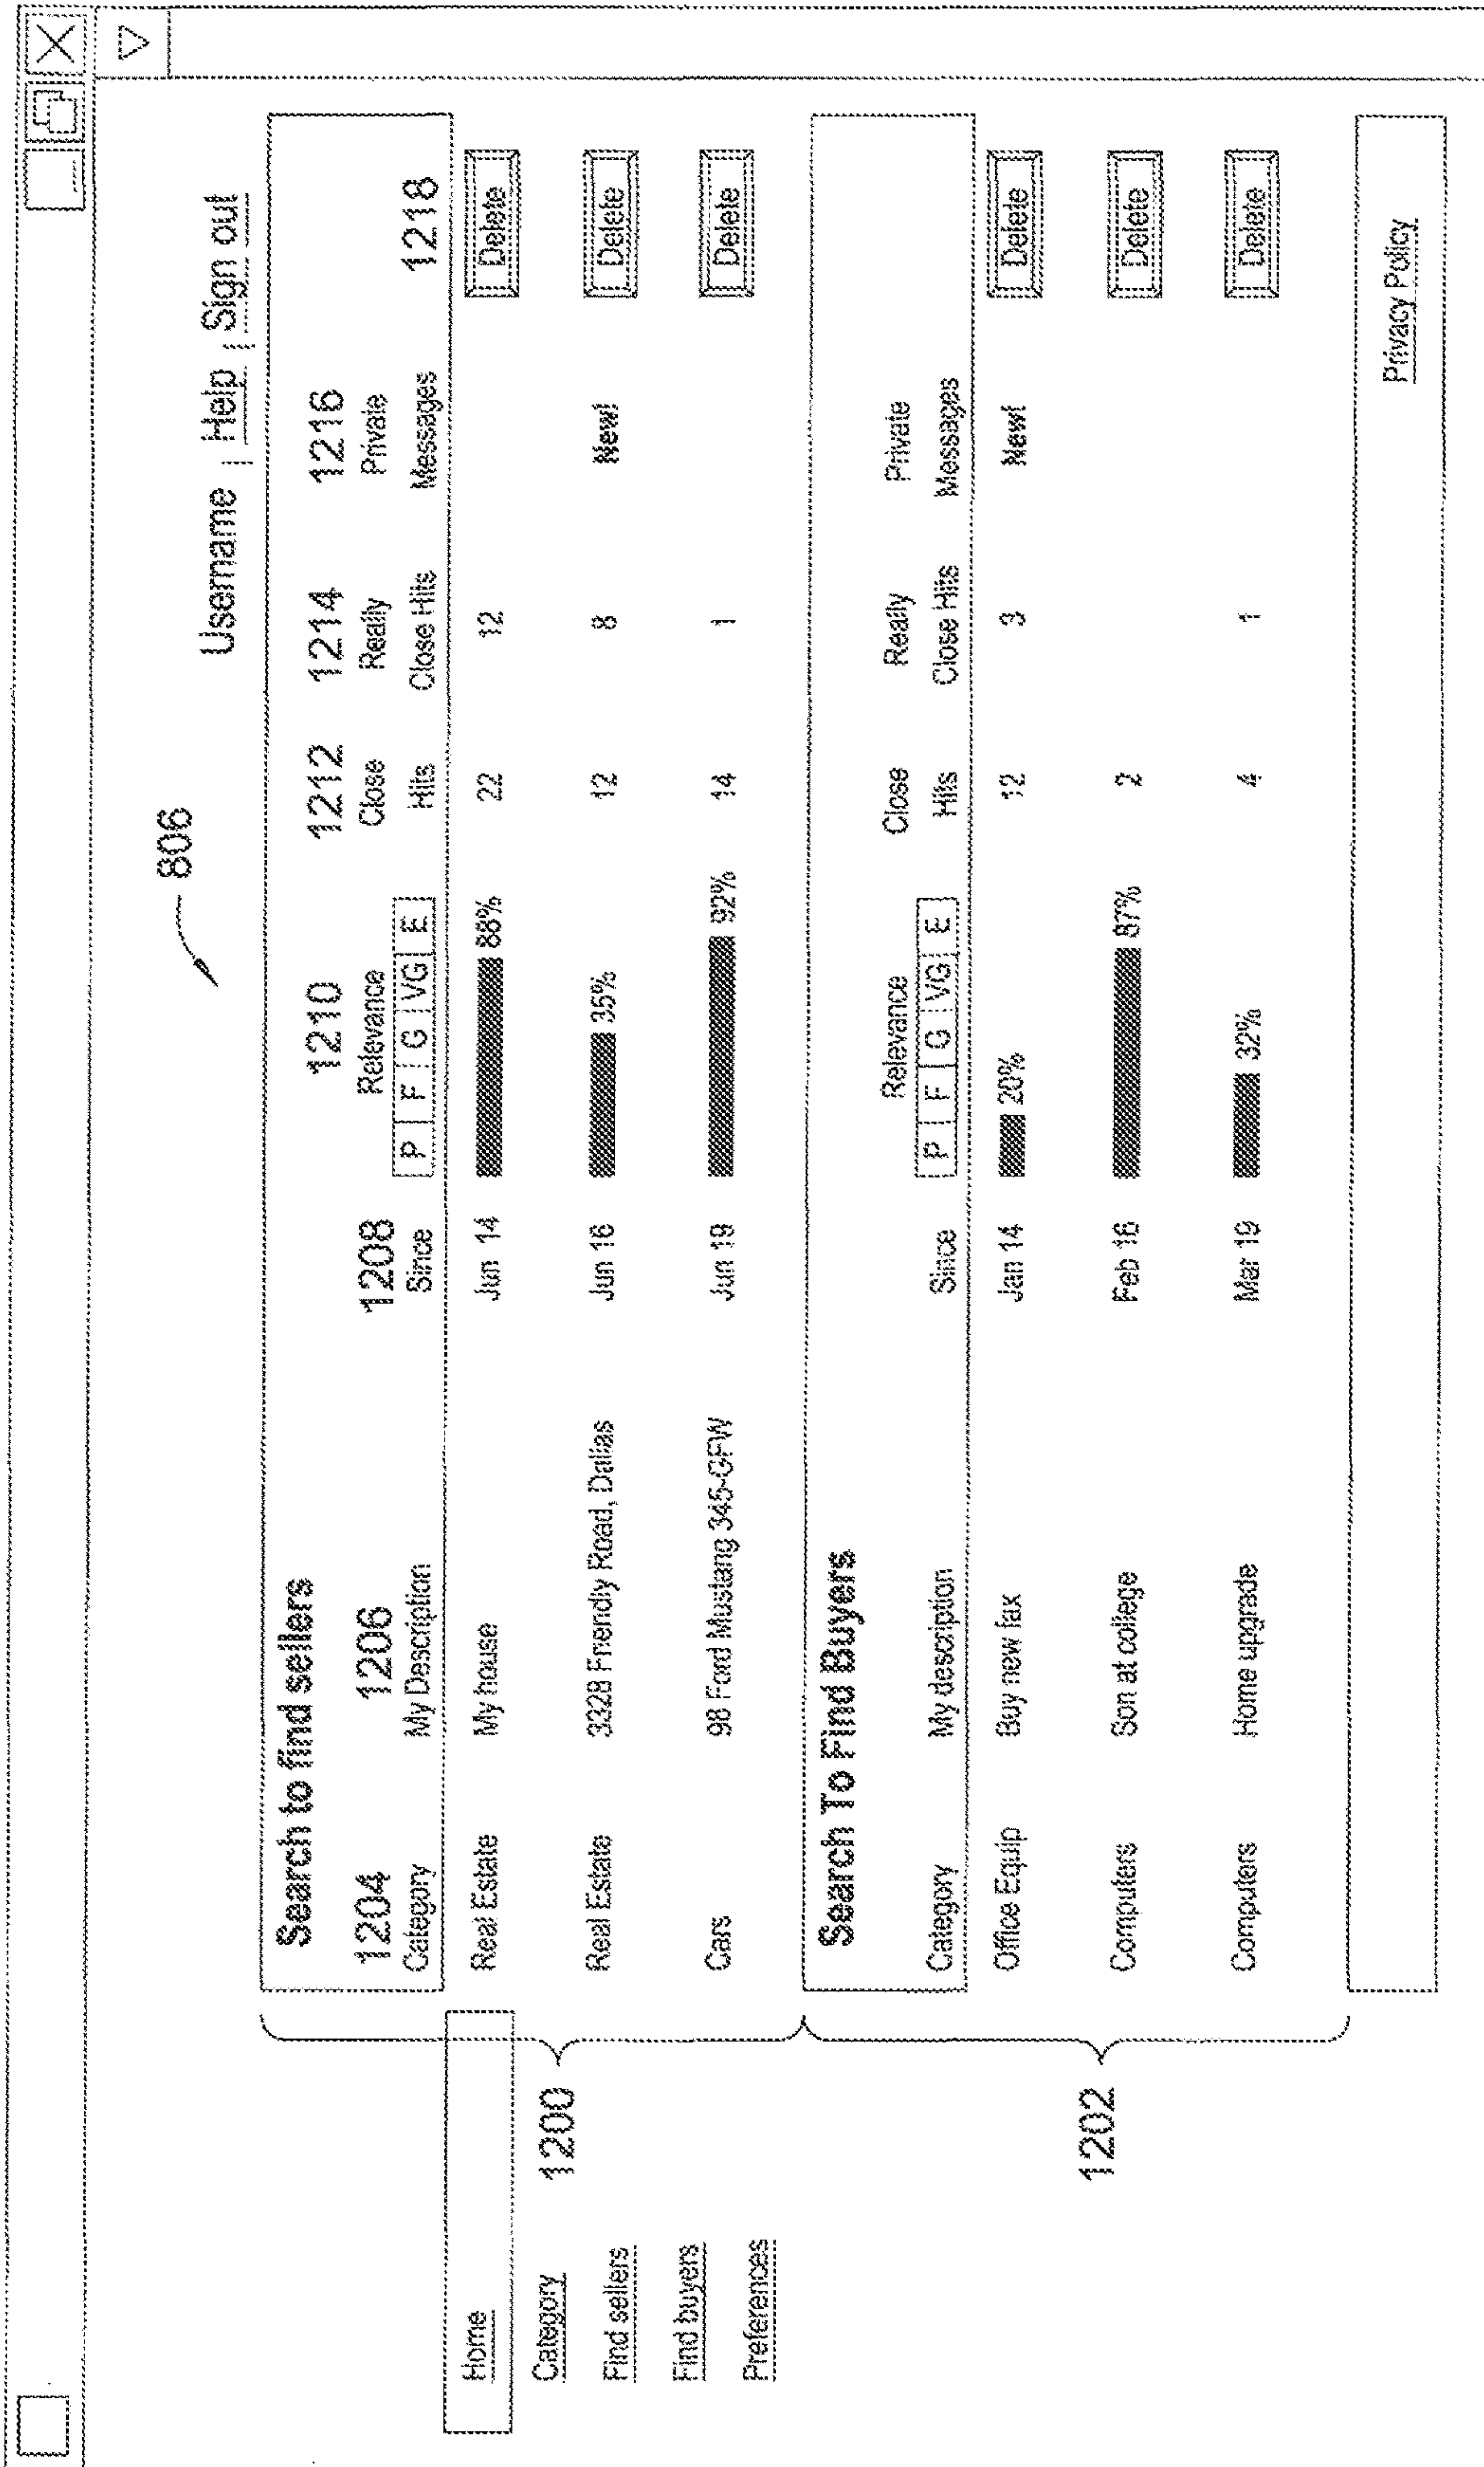 806
Username | Help | Sign out
Search to find sellers
1204 1206 1208 1210 1212 1214 1216 1218
Relevance Close Really Private
Category My Description Since P F G VG E Hits Close Hits Messages
Home
Real Estate My house Jun 14 88% 22 12 Delete
Category
1200
Real Estate 3328 Friendly Road, Dallas Jun 16 35% 12 8 New! Delete
Find sellers
Find buyers
Cars 98 Ford Mustang 345-GFW Jun 19 92% 14 1 Delete
Preferences
Search To Find Buyers
Relevance Close Really Private
Category My description Since P F G VG E Hits Close Hits Messages
Office Equip Buy new fax Jan 14 20% 12 3 New! Delete
1202
Computers Son at college Feb 16 87% 2 Delete
Computers Home upgrade Mar 19 32% 4 1 Delete
Privacy Policy